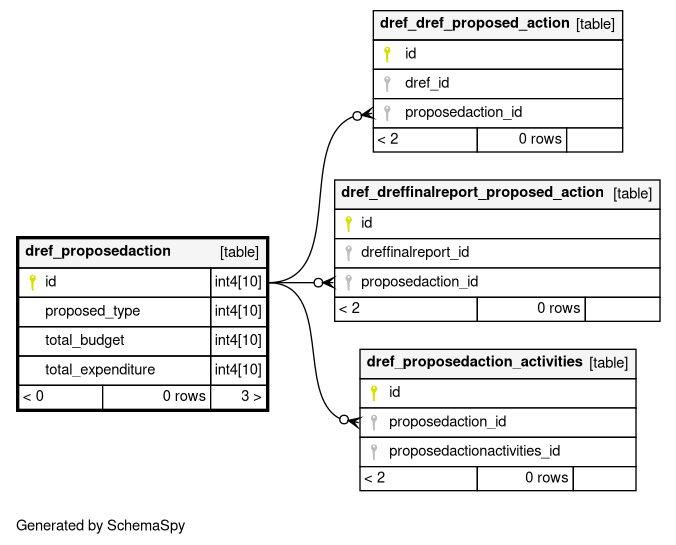 dref_dref_proposed_action [table]
id
dref_id
proposedaction_id
< 2 0 rows
dref_dreffinalreport_proposed_action [table]
id
dreffinalreport_id
proposedaction_id
< 2 0 rows
dref_proposedaction [table]
id int4[10]
proposed_type int4[10]
total_budget int4[10]
total_expenditure int4[10]
< 0 0 rows 3 >
dref_proposedaction_activities [table]
id
proposedaction_id
proposedactionactivities_id
< 2 0 rows
Generated by SchemaSpy